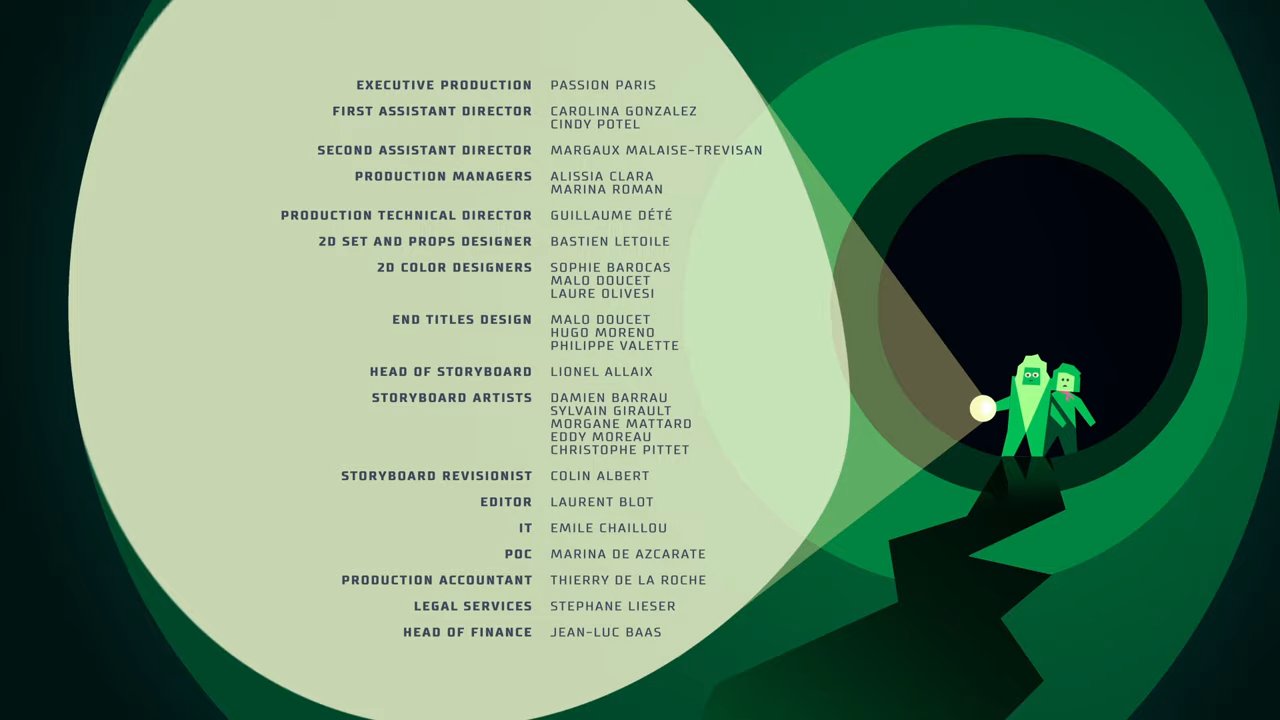 EXECUTIVE PRODUCTION PASSION PARIS
FIRST ASSISTANT DIRECTOR CAROLINA GONZALEZ
CINDY POTEL
SECOND ASSISTANT DIRECTOR MARGAUX MALAISE-TREVISAN
PRODUCTION MANAGERS ALISSIA CLARA
MARINA ROMAN
PRODUCTION TECHNICAL DIRECTOR GUILLAUME DÉTÉ
2D SET AND PROPS DESIGNER BASTIEN LETOILE
2D COLOR DESIGNERS SOPHIE BAROCAS
MALO DOUCET
LAURE OLIVESI
END TITLES DESIGN MALO DOUCET
HUGO MORENO
PHILIPPE VALETTE
HEAD OF STORYBOARD LIONEL ALLAIX
STORYBOARD ARTISTS DAMIEN BARRAU
SYLVAIN GIRAULT
MORGANE MATTARD
EDDY MOREAU
CHRISTOPHE PITTET
STORYBOARD REVISIONIST COLIN ALBERT
EDITOR LAURENT BLOT
IT EMILE CHAILLOU
POC MARINA DE AZCARATE
PRODUCTION ACCOUNTANT THIERRY DE LA ROCHE
LEGAL SERVICES STEPHANE LIESER
HEAD OF FINANCE JEAN-LUC BAAS